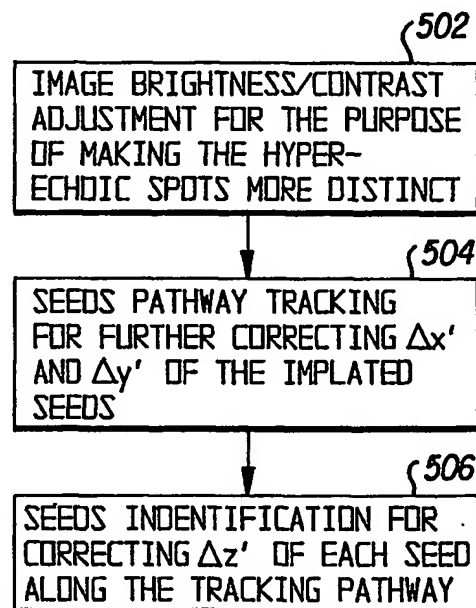 502
IMAGE BRIGHTNESS/CONTRAST
ADJUSTMENT FOR THE PURPOSE
OF MAKING THE HYPER-
ECHOIC SPOTS MORE DISTINCT
504
SEEDS PATHWAY TRACKING
FOR FURTHER CORRECTING Δx'
AND Δy' OF THE IMPLATED
SEEDS
506
SEEDS INDENTIFICATION FOR
CORRECTING Δz' OF EACH SEED
ALONG THE TRACKING PATHWAY